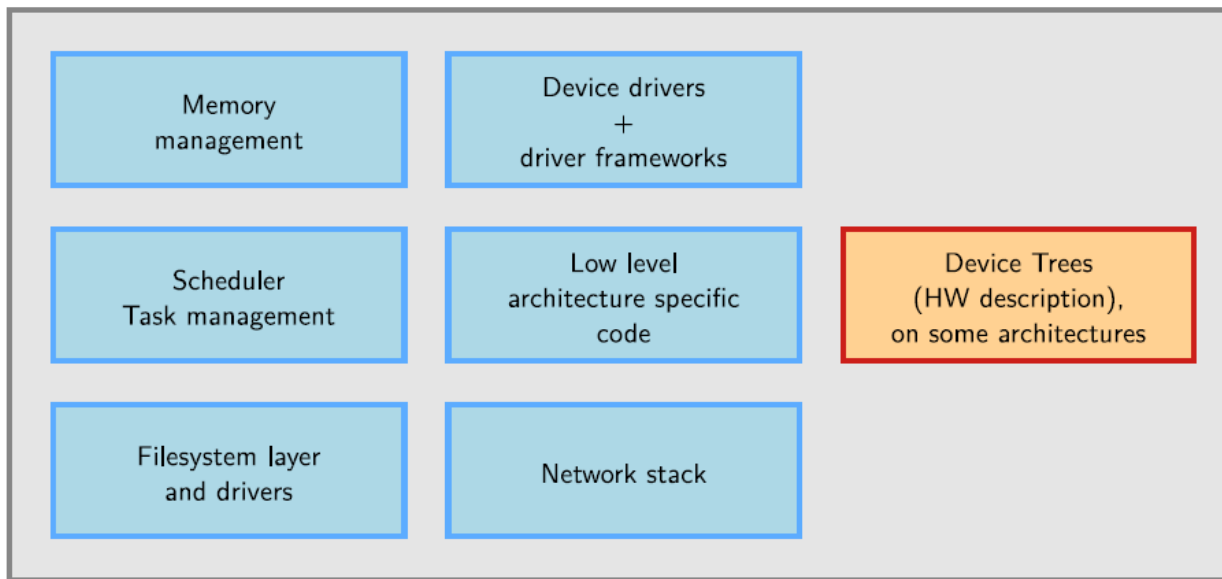 Memory
management
Device drivers
+
driver frameworks
Scheduler
Task management
Low level
architecture specific
code
Device Trees
(HW description),
on some architectures
Filesystem layer
and drivers
Network stack